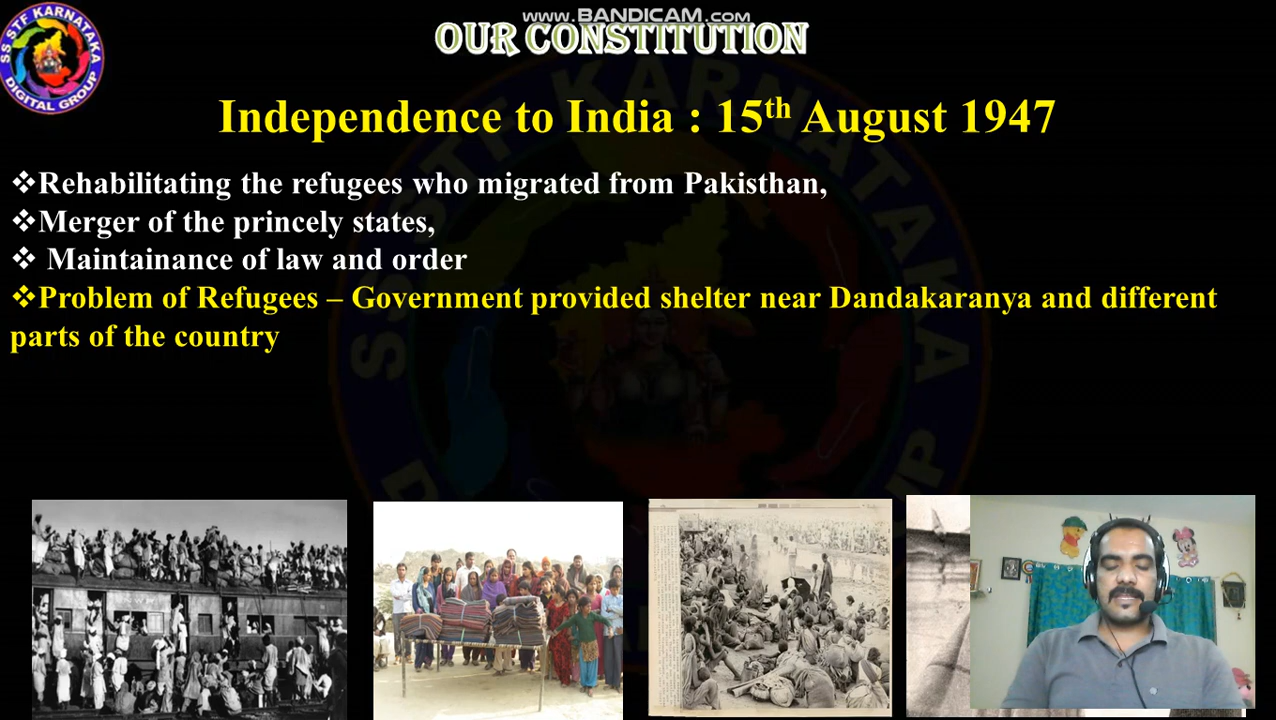 www.BANDICAM.com
OUR CONSTITUTION
SS STF KARNATAKA
DIGITAL GROUP
Independence to India : 15th August 1947
❖Rehabilitating the refugees who migrated from Pakisthan,
❖Merger of the princely states,
❖ Maintainance of law and order
❖Problem of Refugees – Government provided shelter near Dandakaranya and different
parts of the country